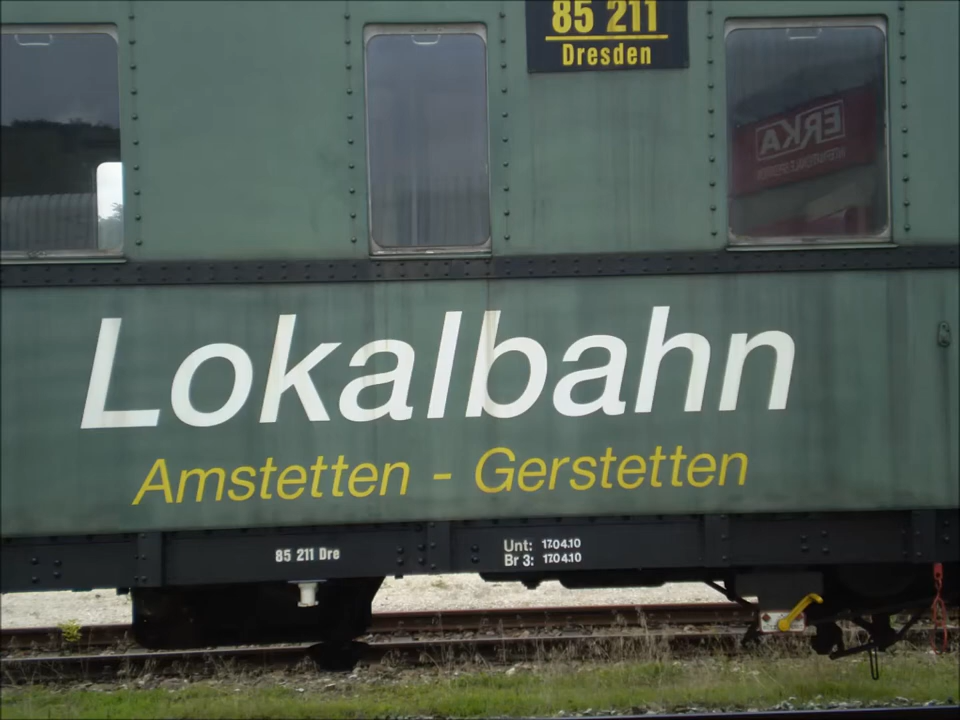 85 211
Dresden
ERKA
Lokalbahn
Amstetten - Gerstetten
85 211 Dre
Unt: 17.04.10
Br 3: 17.04.10